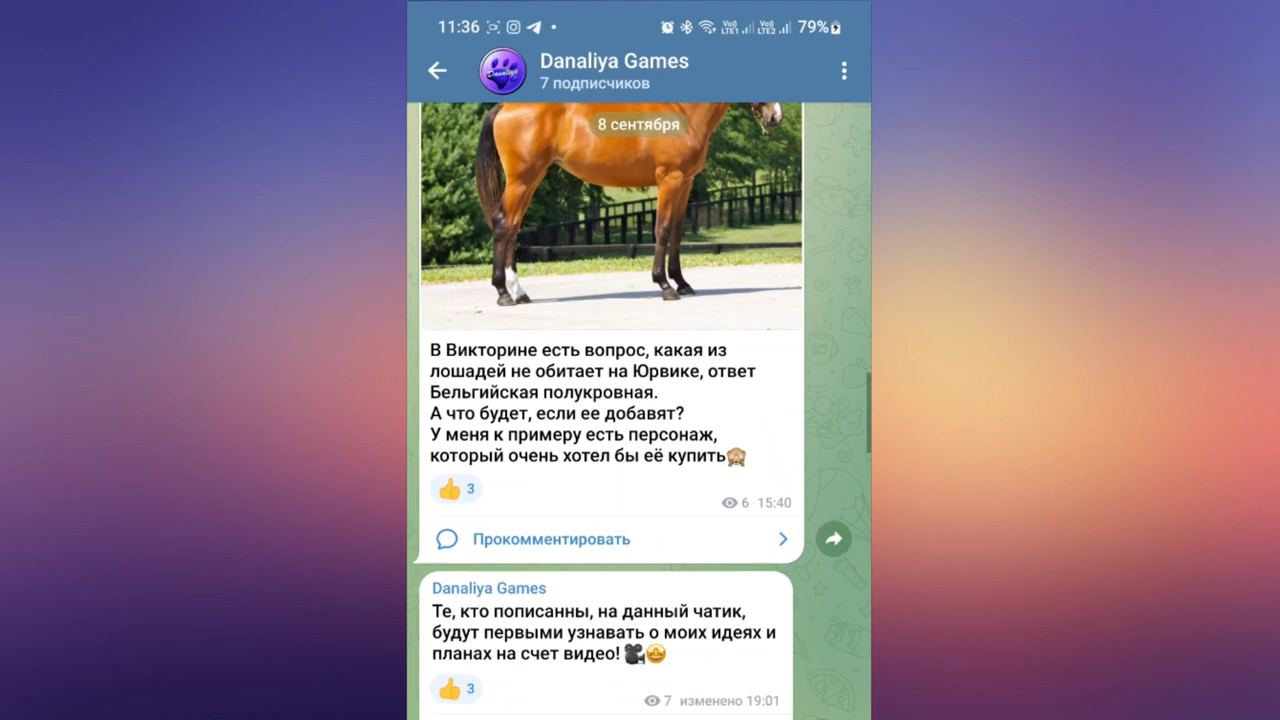 11:36 Vo) LTE1 Vo) LTE2 79%
Danaliya Games
Danaliya
7 подписчиков
8 сентября
В Викторине есть вопрос, какая из
лошадей не обитает на Юрвике, ответ
Бельгийская полукровная.
А что будет, если ее добавят?
У меня к примеру есть персонаж,
который очень хотел бы её купить🙈
👍 3
6 15:40
Прокомментировать
Danaliya Games
Те, кто пописанны, на данный чатик,
будут первыми узнавать о моих идеях и
планах на счет видео! 🎥🤩
👍 3
7 изменено 19:01